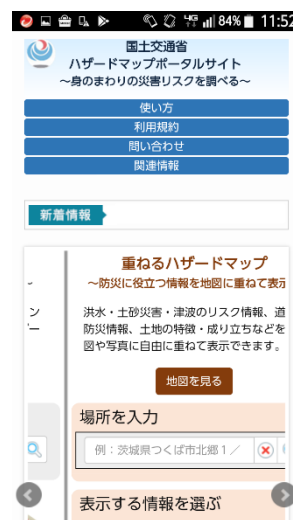 84% 11:52
国土交通省
ハザードマップポータルサイト
～身のまわりの災害リスクを調べる～
使い方
利用規約
問い合わせ
関連情報
新着情報
重ねるハザードマップ
～防災に役立つ情報を地図に重ねて表示
洪水・土砂災害・津波のリスク情報、道
防災情報、土地の特徴・成り立ちなどを
図や写真に自由に重ねて表示できます。
ン
地図を見る
場所を入力
例：茨城県つくば市北郷１／
表示する情報を選ぶ